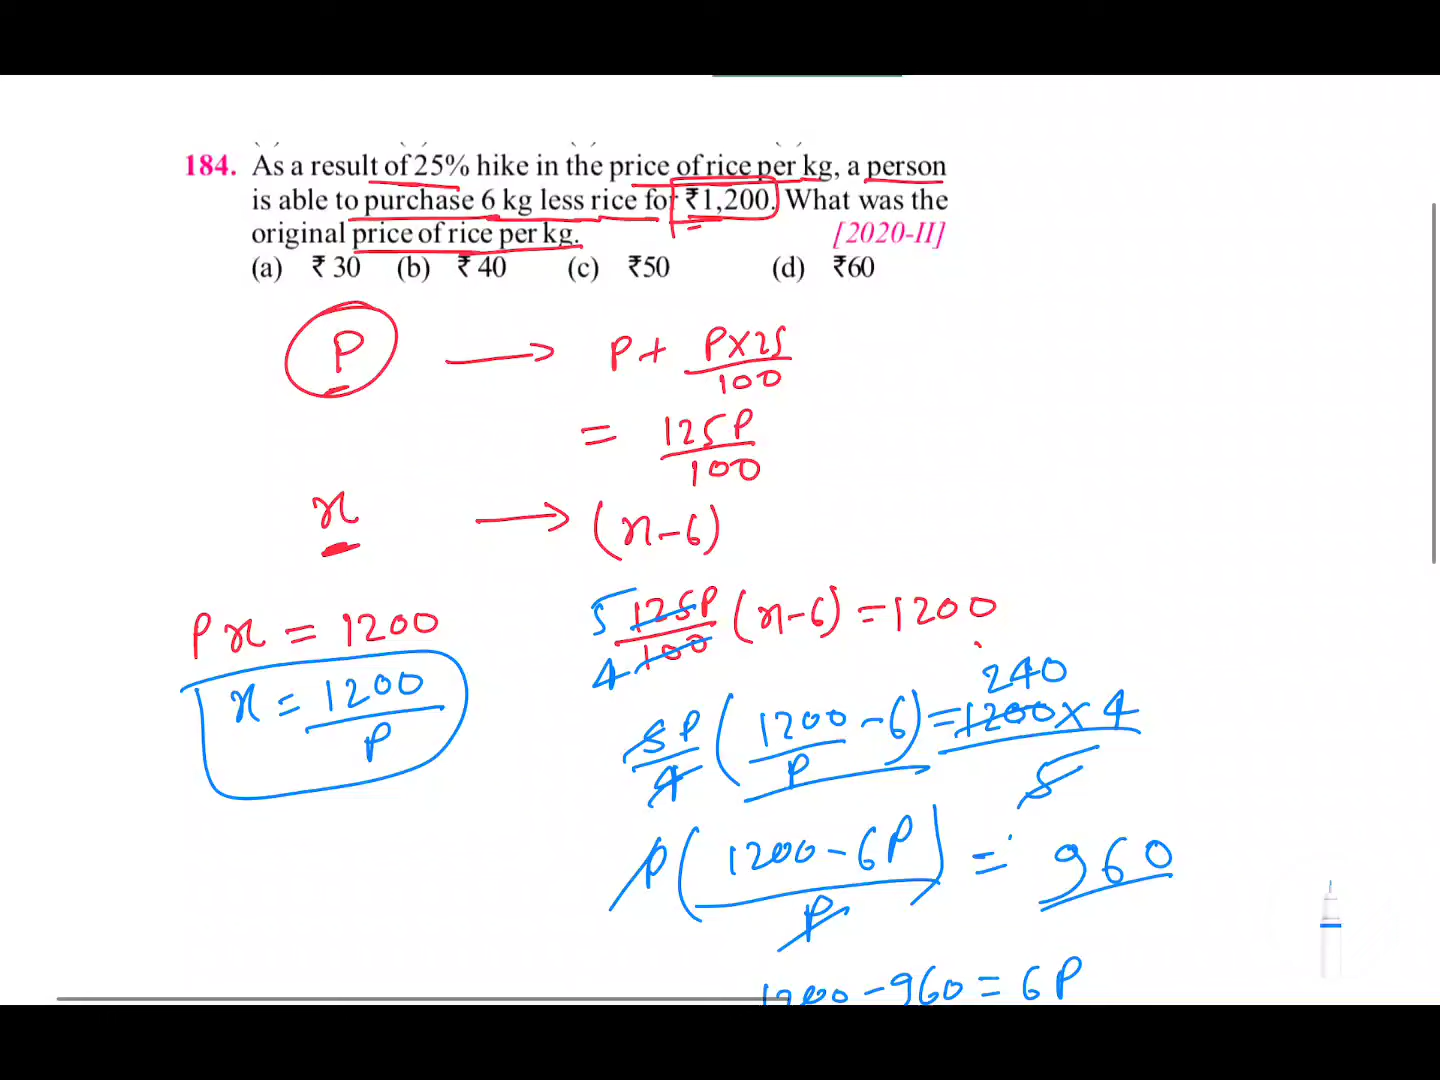 184. As a result of 25% hike in the price of rice per kg, a person
is able to purchase 6 kg less rice for ₹1,200. What was the
original price of rice per kg. [2020-II]
(a) ₹ 30 (b) ₹ 40 (c) ₹50 (d) ₹60
P → P + P×25/100
= 125P/100
x → (x-6)
Px = 1200
5 125P/100 4 (x-6) = 1200
x = 1200/P
240
5P/4 (1200/P - 6) = 1200×4/5
P(1200-6P/P) = 960
1200-960 = 6P